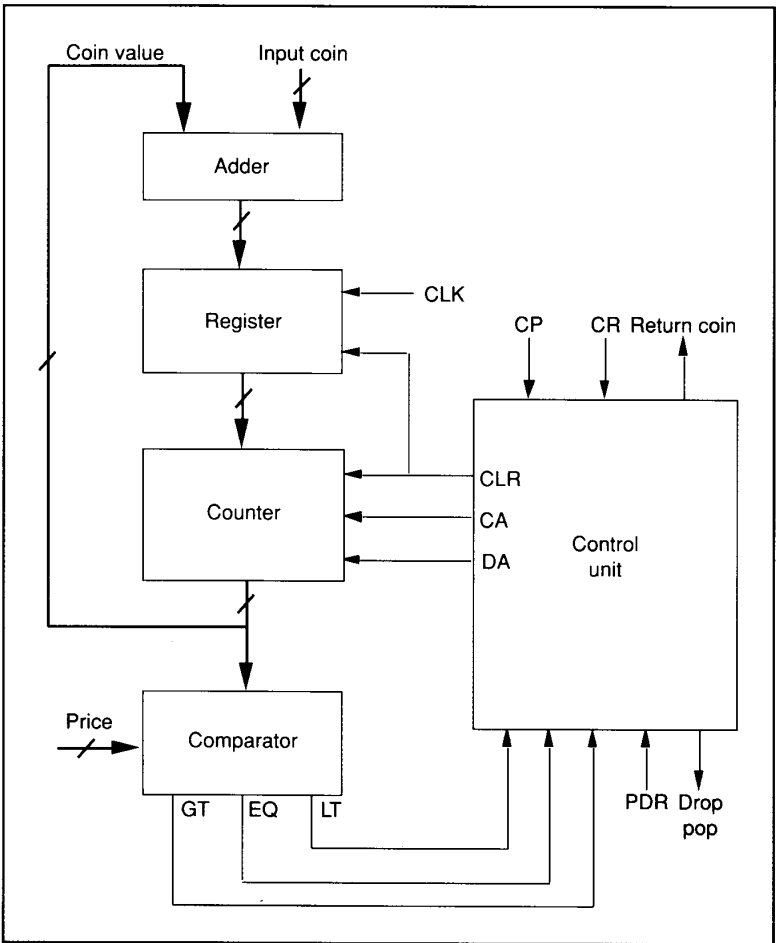 Coin value
Input coin
Adder
Register
CLK
CP
CR
Return coin
Counter
CLR
CA
DA
Control
unit
Price
Comparator
GT
EQ
LT
PDR
Drop
pop